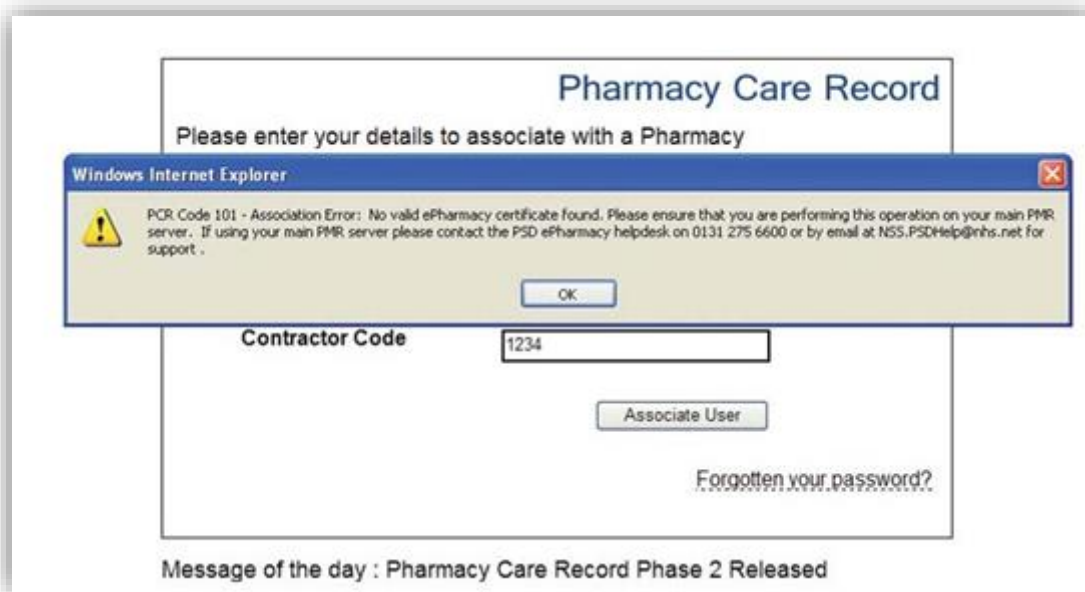 Pharmacy Care Record
Please enter your details to associate with a Pharmacy
Windows Internet Explorer
PCR Code 101 - Association Error: No valid ePharmacy certificate found. Please ensure that you are performing this operation on your main PMR
server. If using your main PMR server please contact the PSD ePharmacy helpdesk on 0131 275 6600 or by email at NSS.PSDHelp@nhs.net for
support .
OK
Contractor Code
1234
Associate User
Forgotten your password?
Message of the day : Pharmacy Care Record Phase 2 Released